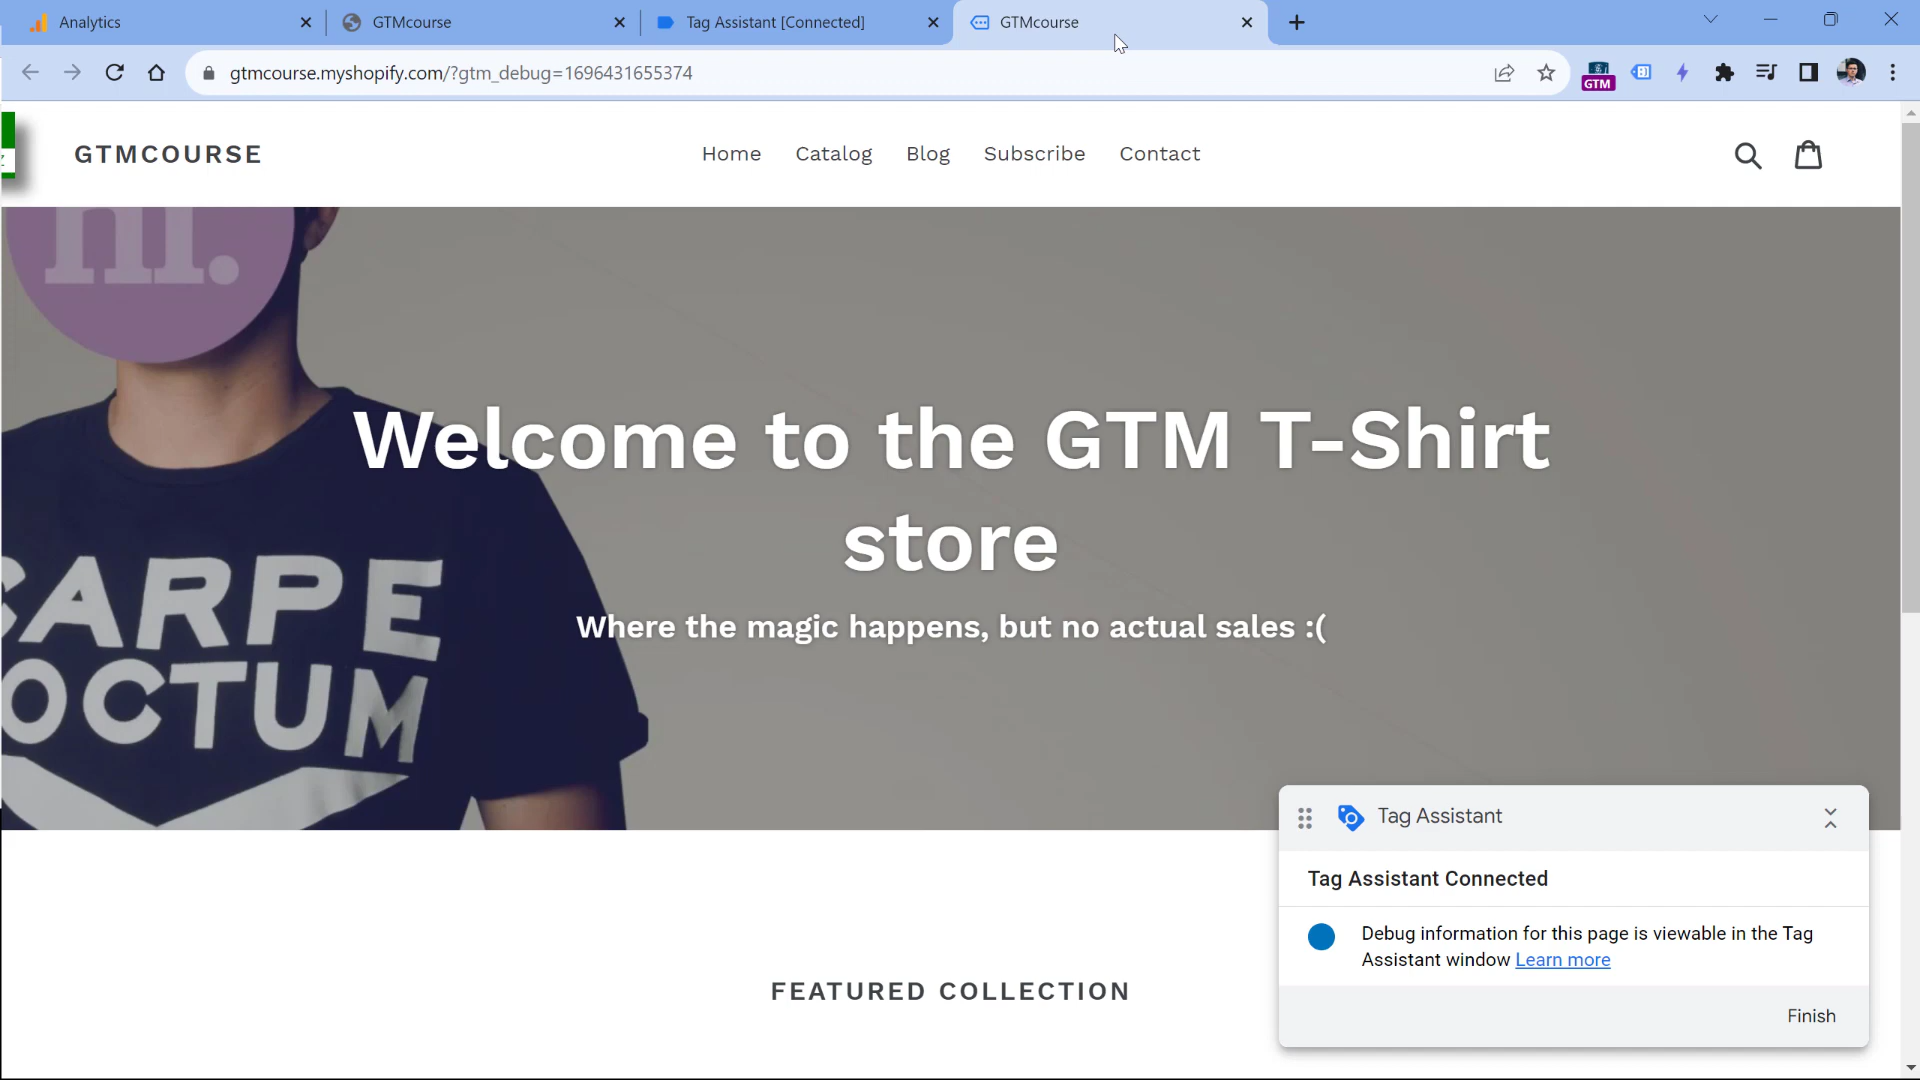 Analytics
GTMcourse
Tag Assistant [Connected]
GTMcourse
gtmcourse.myshopify.com/?gtm_debug=1696431655374
GTM
GTMCOURSE
Home
Catalog
Blog
Subscribe
Contact
hi.
Welcome to the GTM T-Shirt
store
Where the magic happens, but no actual sales :(
CARPE
OCTUM
Tag Assistant
Tag Assistant Connected
Debug information for this page is viewable in the Tag
Assistant window Learn more
Finish
FEATURED COLLECTION